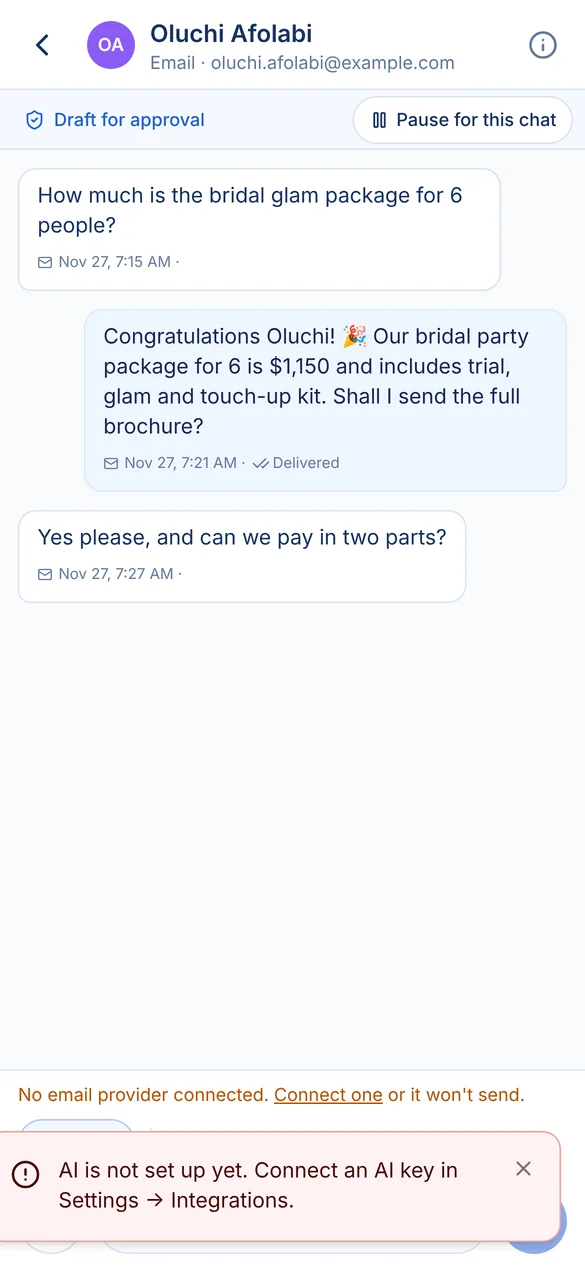 OA
Oluchi Afolabi
Email · oluchi.afolabi@example.com
Draft for approval
Pause for this chat
How much is the bridal glam package for 6
people?
Nov 27, 7:15 AM ·
Congratulations Oluchi! 🎉 Our bridal party
package for 6 is $1,150 and includes trial,
glam and touch-up kit. Shall I send the full
brochure?
Nov 27, 7:21 AM · Delivered
Yes please, and can we pay in two parts?
Nov 27, 7:27 AM ·
No email provider connected. Connect one or it won't send.
AI is not set up yet. Connect an AI key in
Settings → Integrations.